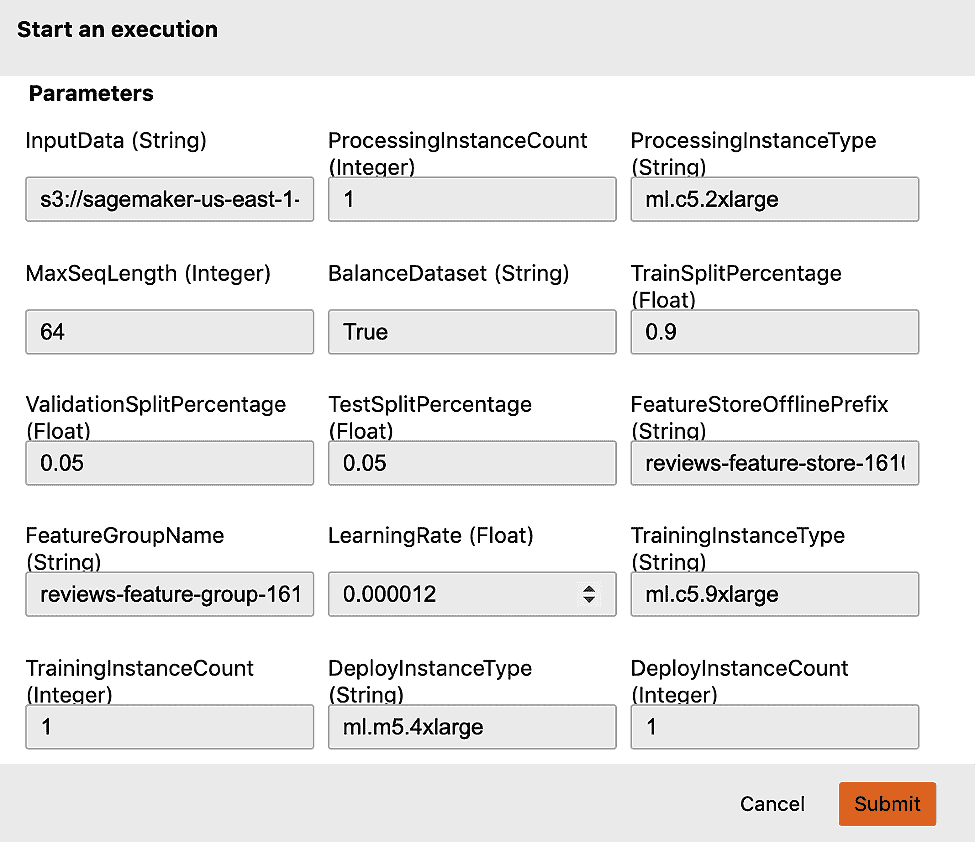 Start an execution
Parameters
InputData (String)
ProcessingInstanceCount
(Integer)
ProcessingInstanceType
(String)
s3://sagemaker-us-east-1-
1
ml.c5.2xlarge
MaxSeqLength (Integer)
BalanceDataset (String)
TrainSplitPercentage
(Float)
64
True
0.9
ValidationSplitPercentage
(Float)
TestSplitPercentage
(Float)
FeatureStoreOfflinePrefix
(String)
0.05
0.05
reviews-feature-store-161
FeatureGroupName
(String)
LearningRate (Float)
TrainingInstanceType
(String)
reviews-feature-group-161
0.000012
ml.c5.9xlarge
TrainingInstanceCount
(Integer)
DeployInstanceType
(String)
DeployInstanceCount
(Integer)
1
ml.m5.4xlarge
1
Cancel
Submit